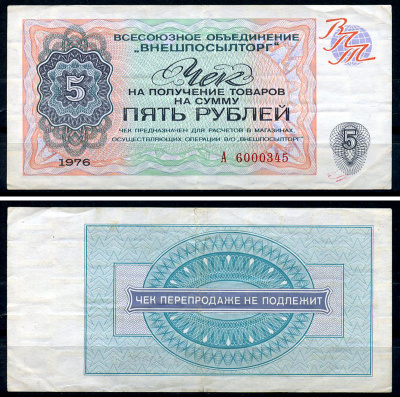 ВСЕСОЮЗНОЕ ОБЪЕДИНЕНИЕ
„ВНЕШПОСЫЛТОРГ"
ВПТ
Чек
НА ПОЛУЧЕНИЕ ТОВАРОВ
НА СУММУ
5
ПЯТЬ РУБЛЕЙ
ЧЕК ПРЕДНАЗНАЧЕН ДЛЯ РАСЧЕТОВ В МАГАЗИНАХ
ОСУЩЕСТВЛЯЮЩИХ ОПЕРАЦИИ В/О „ВНЕШПОСЫЛТОРГ"
5
1976
А 6000345
ЧЕК ПЕРЕПРОДАЖЕ НЕ ПОДЛЕЖИТ